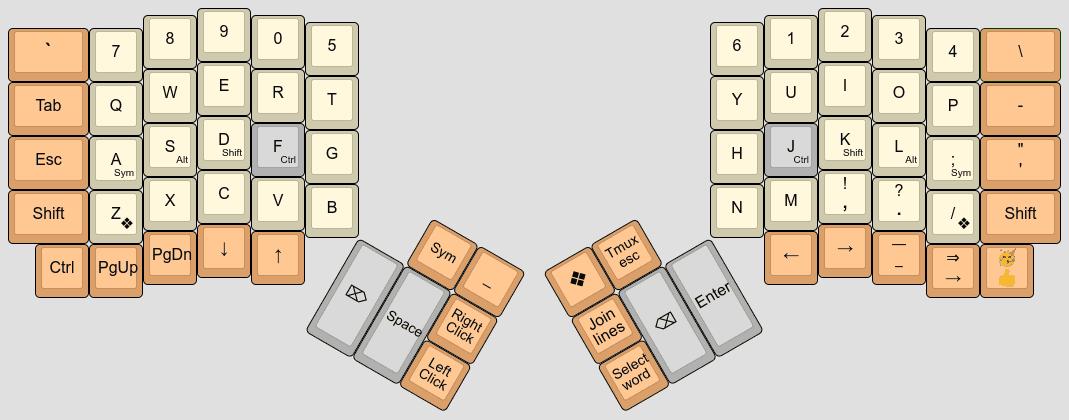 ` 7 8 9 0 5
6 1 2 3 4 \
Tab Q W E R T
Y U I O P -
Esc A Sym S Alt D Shift F Ctrl G
H J Ctrl K Shift L Alt ; Sym " '
Shift Z ❖ X C V B
N M ! , ? . / ❖ Shift
Ctrl PgUp PgDn ↓ ↑
← → — – ⇒ → 🥳 👍
⌦ Space Sym _
Right
Click
Left
Click
Tmux
esc
Join
lines
Select
word
⌫ Enter